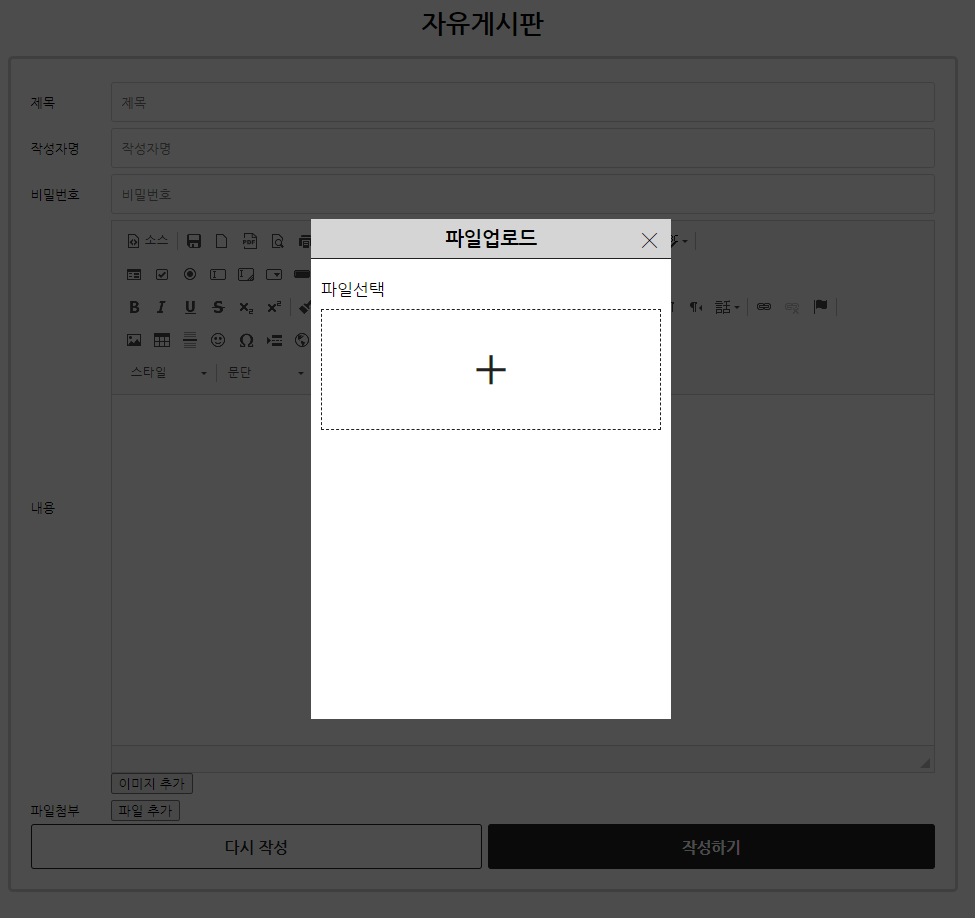 자유게시판
제목 제목
작성자명 작성자명
비밀번호 비밀번호
소스
파일업로드
파일선택
스타일 문단
내용
이미지 추가
파일첨부 파일 추가
다시 작성 작성하기